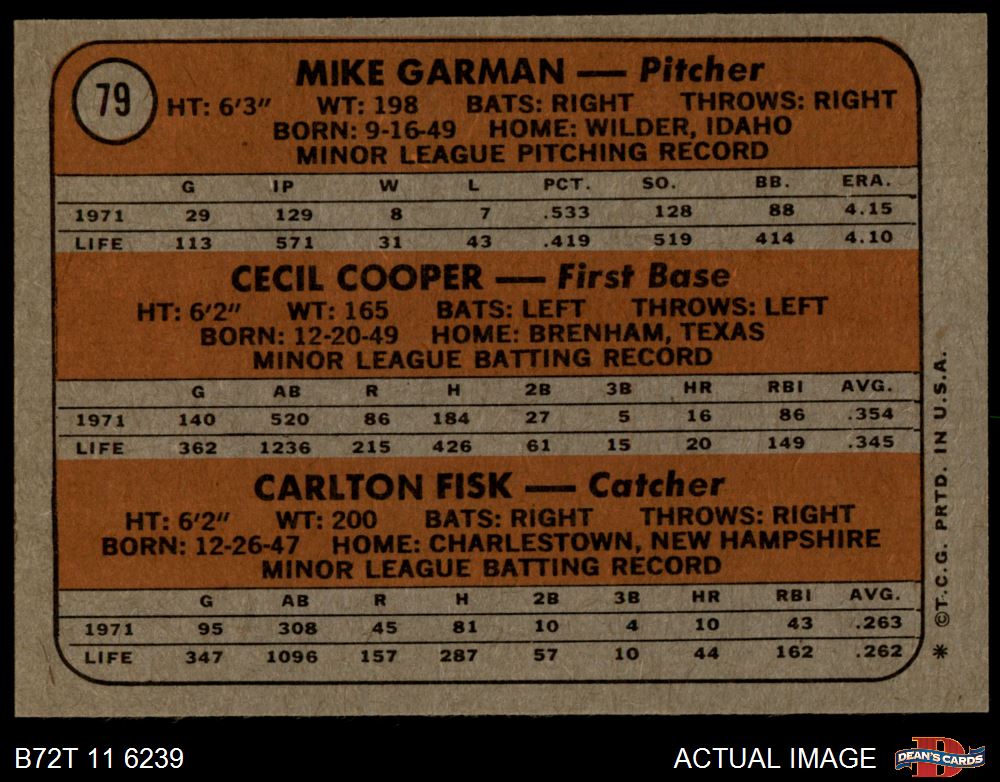 79
MIKE GARMAN — Pitcher
HT: 6'3" WT: 198 BATS: RIGHT THROWS: RIGHT
BORN: 9-16-49 HOME: WILDER, IDAHO
MINOR LEAGUE PITCHING RECORD
G IP W L PCT. SO. BB. ERA.
1971 29 129 8 7 .533 128 88 4.15
LIFE 113 571 31 43 .419 519 414 4.10
CECIL COOPER — First Base
HT: 6'2" WT: 165 BATS: LEFT THROWS: LEFT
BORN: 12-20-49 HOME: BRENHAM, TEXAS
MINOR LEAGUE BATTING RECORD
G AB R H 2B 3B HR RBI AVG.
1971 140 520 86 184 27 5 16 86 .354
LIFE 362 1236 215 426 61 15 20 149 .345
CARLTON FISK — Catcher
HT: 6'2" WT: 200 BATS: RIGHT THROWS: RIGHT
BORN: 12-26-47 HOME: CHARLESTOWN, NEW HAMPSHIRE
MINOR LEAGUE BATTING RECORD
G AB R H 2B 3B HR RBI AVG.
1971 95 308 45 81 10 4 10 43 .263
LIFE 347 1096 157 287 57 10 44 162 .262
* ©T.C.G. PRTD. IN U.S.A.
B72T 11 6239
ACTUAL IMAGE
D
DEAN'S CARDS